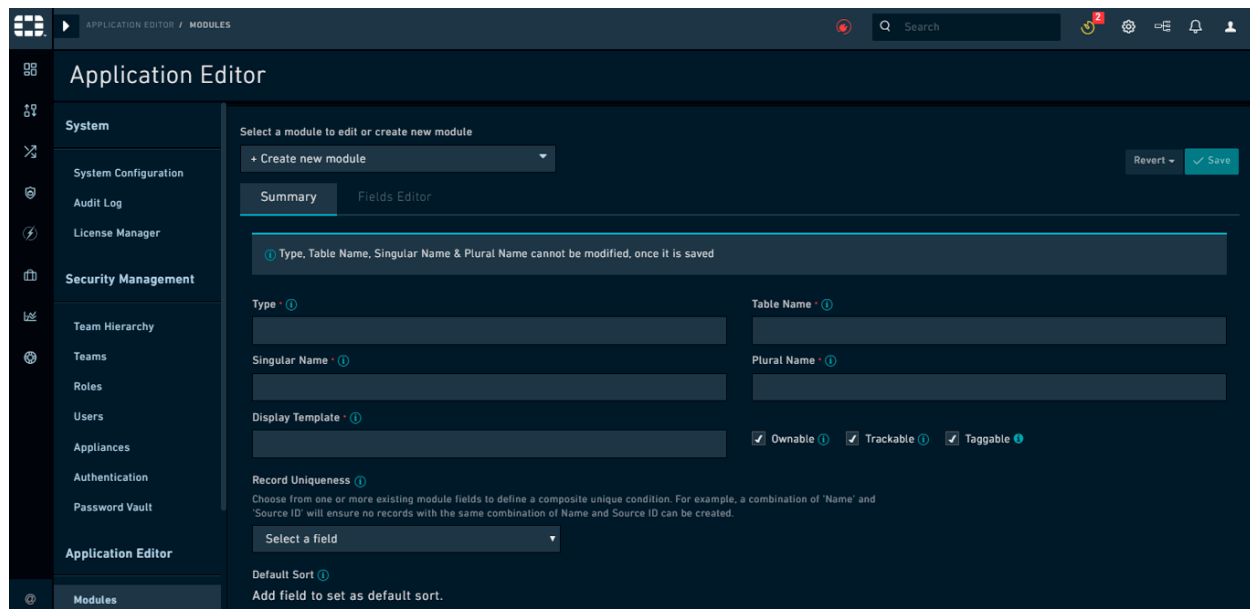 APPLICATION EDITOR / MODULES
Search
2
Application Editor
System
System Configuration
Audit Log
License Manager
Security Management
Team Hierarchy
Teams
Roles
Users
Appliances
Authentication
Password Vault
Application Editor
Modules
@
Select a module to edit or create new module
+ Create new module
Revert
Save
Summary
Fields Editor
Type, Table Name, Singular Name & Plural Name cannot be modified, once it is saved
Type *
Table Name *
Singular Name *
Plural Name *
Display Template *
Ownable
Trackable
Taggable
Record Uniqueness
Choose from one or more existing module fields to define a composite unique condition. For example, a combination of 'Name' and
'Source ID' will ensure no records with the same combination of Name and Source ID can be created.
Select a field
Default Sort
Add field to set as default sort.